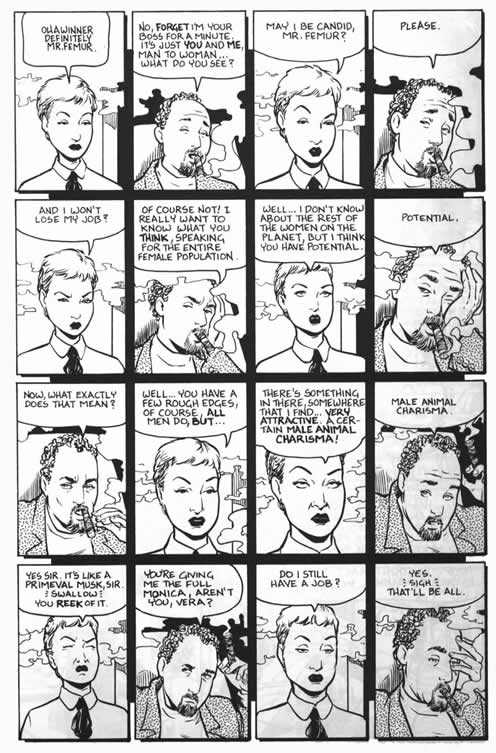 OH, A WINNER
DEFINITELY
MR. FEMUR.
NO, FORGET I'M YOUR
BOSS FOR A MINUTE.
IT'S JUST YOU AND ME,
MAN TO WOMAN...
WHAT DO YOU SEE?
MAY I BE CANDID,
MR. FEMUR?
PLEASE.
AND I WON'T
LOSE MY JOB?
OF COURSE NOT! I
REALLY WANT TO
KNOW WHAT YOU
THINK, SPEAKING
FOR THE ENTIRE
FEMALE POPULATION.
WELL... I DON'T KNOW
ABOUT THE REST OF
THE WOMEN ON THE
PLANET, BUT I THINK
YOU HAVE POTENTIAL.
POTENTIAL.
NOW, WHAT EXACTLY
DOES THAT MEAN?
WELL... YOU HAVE A
FEW ROUGH EDGES,
OF COURSE, ALL
MEN DO, BUT...
THERE'S SOMETHING
IN THERE, SOMEWHERE
THAT I FIND... VERY
ATTRACTIVE. A CER-
TAIN MALE ANIMAL
CHARISMA!
MALE ANIMAL
CHARISMA.
YES SIR. IT'S LIKE A
PRIMEVAL MUSK, SIR.
SWALLOW
YOU REEK OF IT.
YOU'RE GIVING
ME THE FULL
MONICA, AREN'T
YOU, VERA?
DO I STILL
HAVE A JOB?
YES.
SIGH
THAT'LL BE ALL.